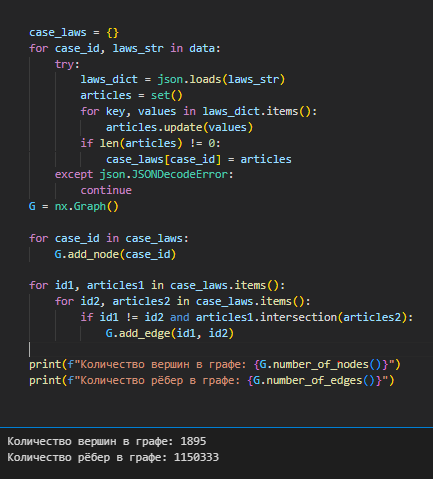 case_laws = {}
for case_id, laws_str in data:
    try:
        laws_dict = json.loads(laws_str)
        articles = set()
        for key, values in laws_dict.items():
            articles.update(values)
        if len(articles) != 0:
            case_laws[case_id] = articles
    except json.JSONDecodeError:
        continue
G = nx.Graph()
for case_id in case_laws:
    G.add_node(case_id)
for id1, articles1 in case_laws.items():
    for id2, articles2 in case_laws.items():
        if id1 != id2 and articles1.intersection(articles2):
            G.add_edge(id1, id2)
print(f"Количество вершин в графе: {G.number_of_nodes()}")
print(f"Количество рёбер в графе: {G.number_of_edges()}")
Количество вершин в графе: 1895
Количество рёбер в графе: 1150333